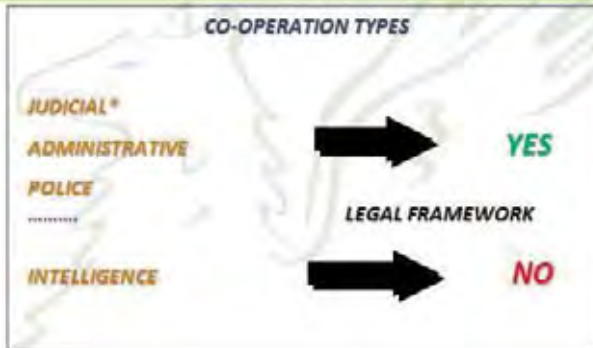 CO-OPERATION TYPES
JUDICIAL*
ADMINISTRATIVE
YES
POLICE
..........
LEGAL FRAMEWORK
INTELLIGENCE
NO